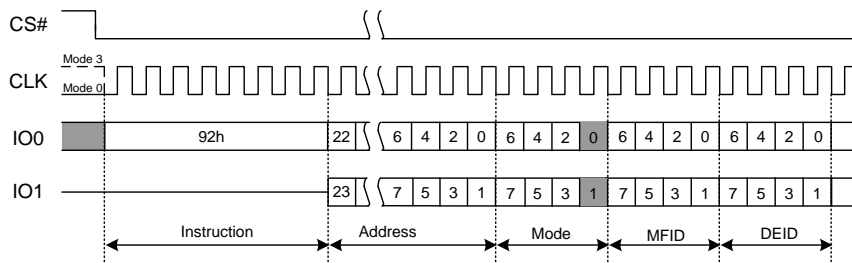 CS#
Mode 3
CLK
Mode 0
IO0 92h 22 6 4 2 0 6 4 2 0 6 4 2 0 6 4 2 0
IO1 23 7 5 3 1 7 5 3 1 7 5 3 1 7 5 3 1
Instruction Address Mode MFID DEID